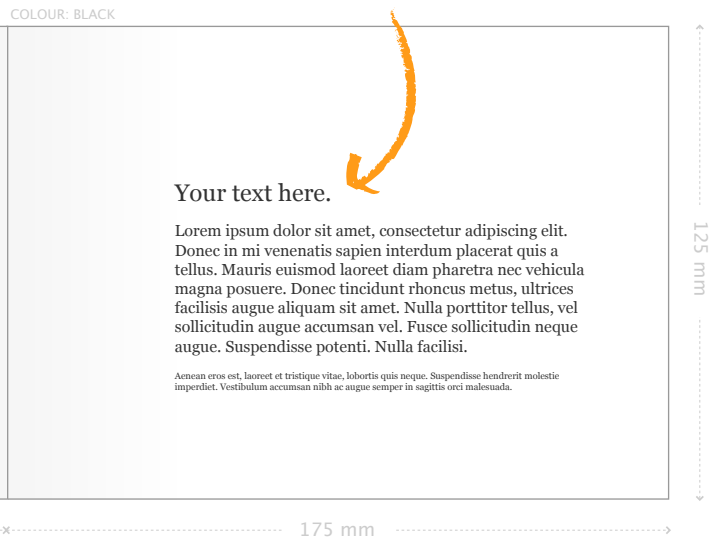 COLOUR: BLACK
Your text here.
Lorem ipsum dolor sit amet, consectetur adipiscing elit.
Donec in mi venenatis sapien interdum placerat quis a
tellus. Mauris euismod laoreet diam pharetra nec vehicula
magna posuere. Donec tincidunt rhoncus metus, ultrices
facilisis augue aliquam sit amet. Nulla porttitor tellus, vel
sollicitudin augue accumsan vel. Fusce sollicitudin neque
augue. Suspendisse potenti. Nulla facilisi.
Aenean eros est, laoreet et tristique vitae, lobortis quis neque. Suspendisse hendrerit molestie
imperdiet. Vestibulum accumsan nibh ac augue semper in sagittis orci malesuada.
125 mm
175 mm